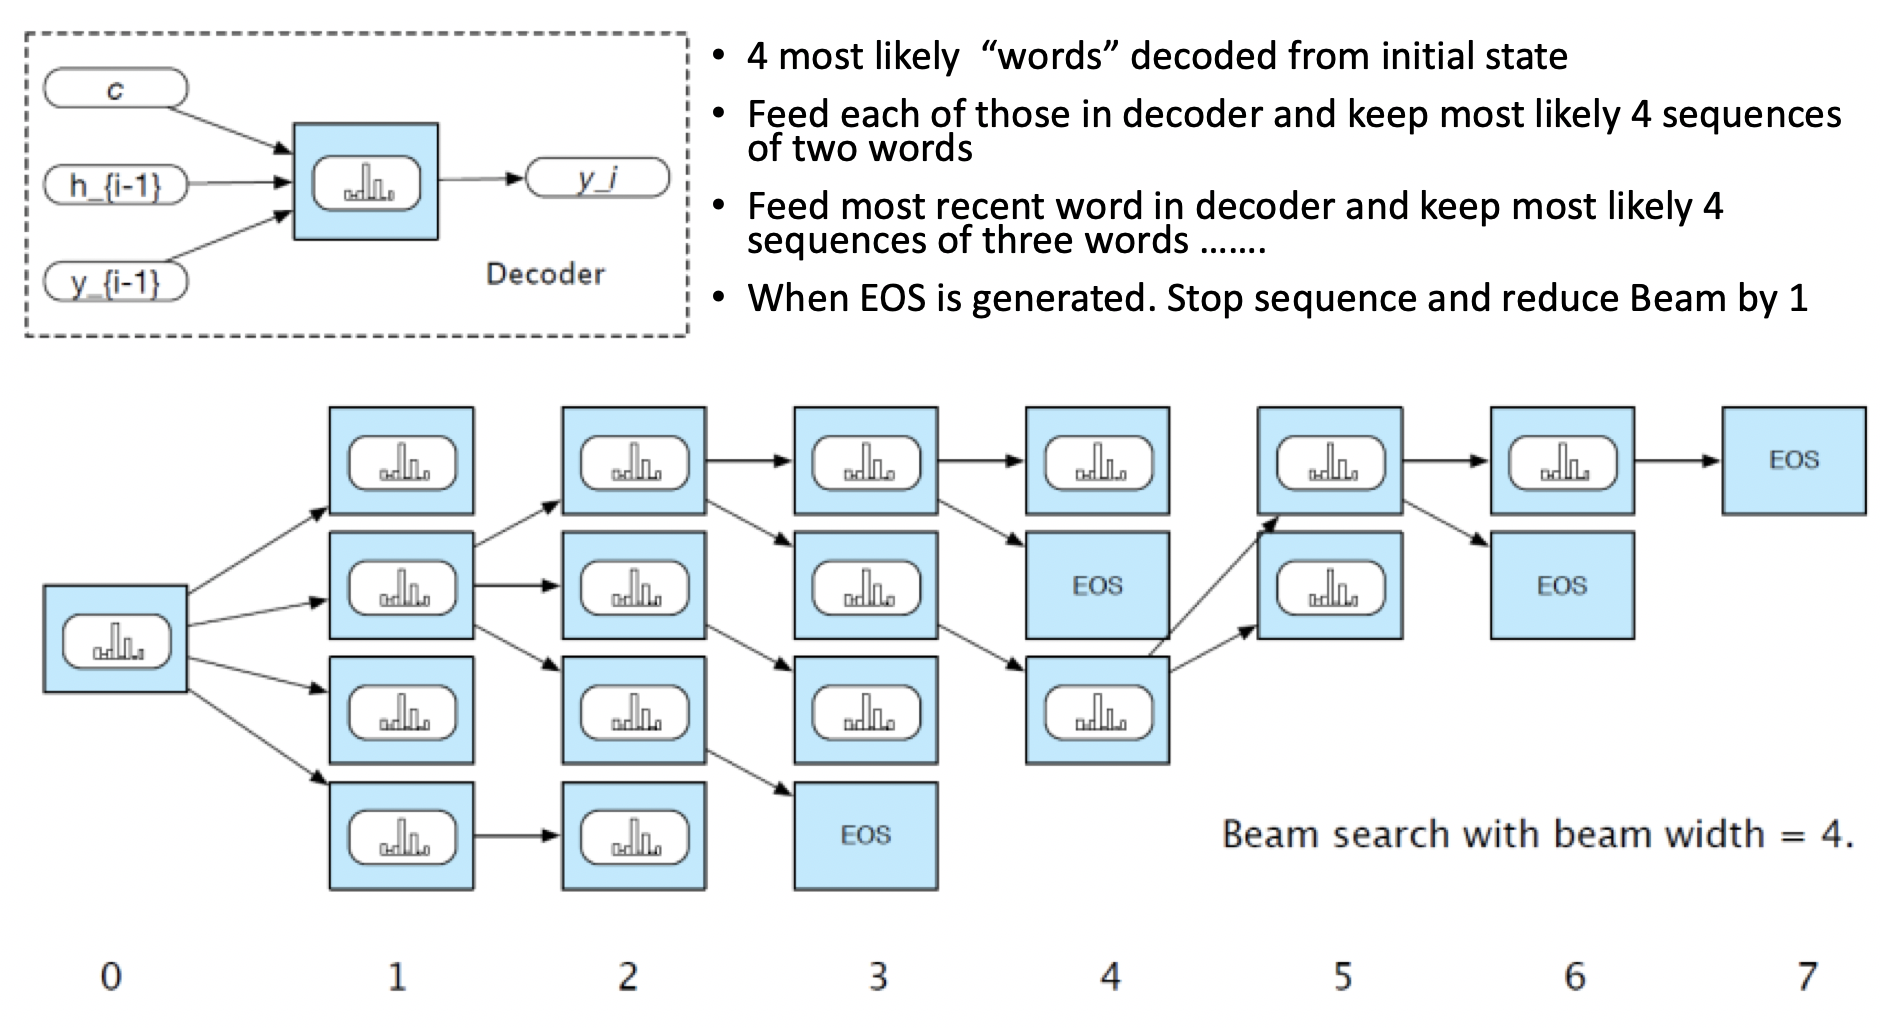 c
h_{i-1}
y_{i-1}
y_i
Decoder
• 4 most likely “words” decoded from initial state
• Feed each of those in decoder and keep most likely 4 sequences
of two words
• Feed most recent word in decoder and keep most likely 4
sequences of three words …….
• When EOS is generated. Stop sequence and reduce Beam by 1
EOS
EOS
EOS
EOS
Beam search with beam width = 4.
0 1 2 3 4 5 6 7